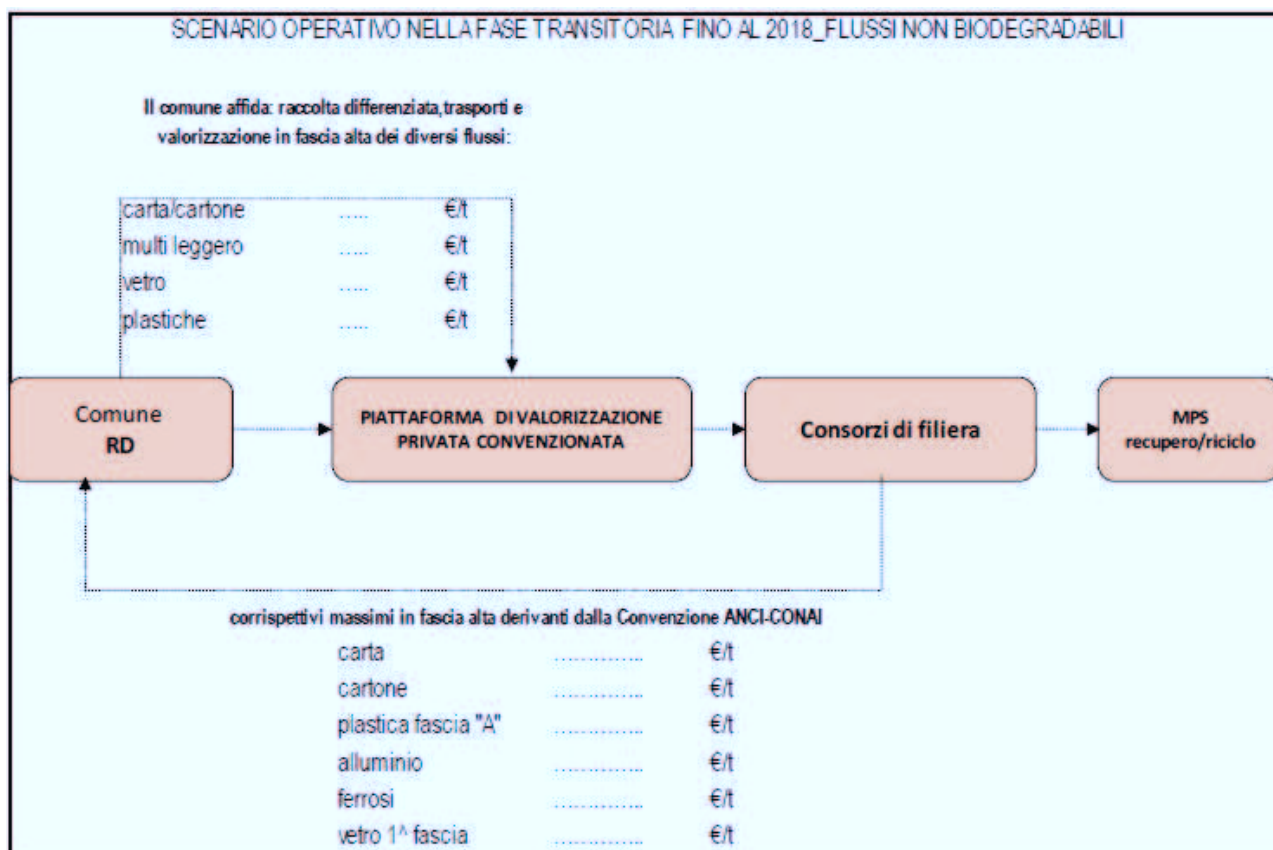 SCENARIO OPERATIVO NELLA FASE TRANSITORIA FINO AL 2018_FLUSSI NON BIODEGRADABILI
Il comune affida: raccolta differenziata,trasporti e
valorizzazione in fascia alta dei diversi flussi:
carta/cartone ..... €/t
multi leggero ..... €/t
vetro ..... €/t
plastiche ..... €/t
Comune
RD
PIATTAFORMA DI VALORIZZAZIONE
PRIVATA CONVENZIONATA
Consorzi di filiera
MPS
recupero/riciclo
corrispettivi massimi in fascia alta derivanti dalla Convenzione ANCI-CONAI
carta .............. €/t
cartone .............. €/t
plastica fascia "A" .............. €/t
alluminio .............. €/t
ferrosi .............. €/t
vetro 1^ fascia .............. €/t